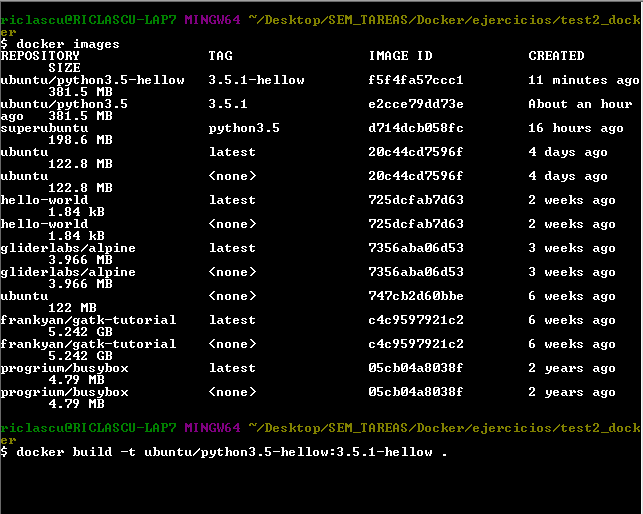 riclascu@RICLASCU-LAP7 MINGW64 ~/Desktop/SEM_TAREAS/Docker/ejercicios/test2_dock
er
$ docker images
REPOSITORY TAG IMAGE ID CREATED
SIZE
ubuntu/python3.5-hellow 3.5.1-hellow f5f4fa57ccc1 11 minutes ago
381.5 MB
ubuntu/python3.5 3.5.1 e2cce79dd73e About an hour
ago 381.5 MB
superubuntu python3.5 d714dcb058fc 16 hours ago
198.6 MB
ubuntu latest 20c44cd7596f 4 days ago
122.8 MB
ubuntu <none> 20c44cd7596f 4 days ago
122.8 MB
hello-world latest 725dcfab7d63 2 weeks ago
1.84 kB
hello-world <none> 725dcfab7d63 2 weeks ago
1.84 kB
gliderlabs/alpine latest 7356aba06d53 3 weeks ago
3.966 MB
gliderlabs/alpine <none> 7356aba06d53 3 weeks ago
3.966 MB
ubuntu <none> 747cb2d60bbe 6 weeks ago
122 MB
frankyan/gatk-tutorial latest c4c9597921c2 6 weeks ago
5.242 GB
frankyan/gatk-tutorial <none> c4c9597921c2 6 weeks ago
5.242 GB
progrium/busybox latest 05cb04a8038f 2 years ago
4.79 MB
progrium/busybox <none> 05cb04a8038f 2 years ago
4.79 MB
riclascu@RICLASCU-LAP7 MINGW64 ~/Desktop/SEM_TAREAS/Docker/ejercicios/test2_dock
er
$ docker build -t ubuntu/python3.5-hellow:3.5.1-hellow .